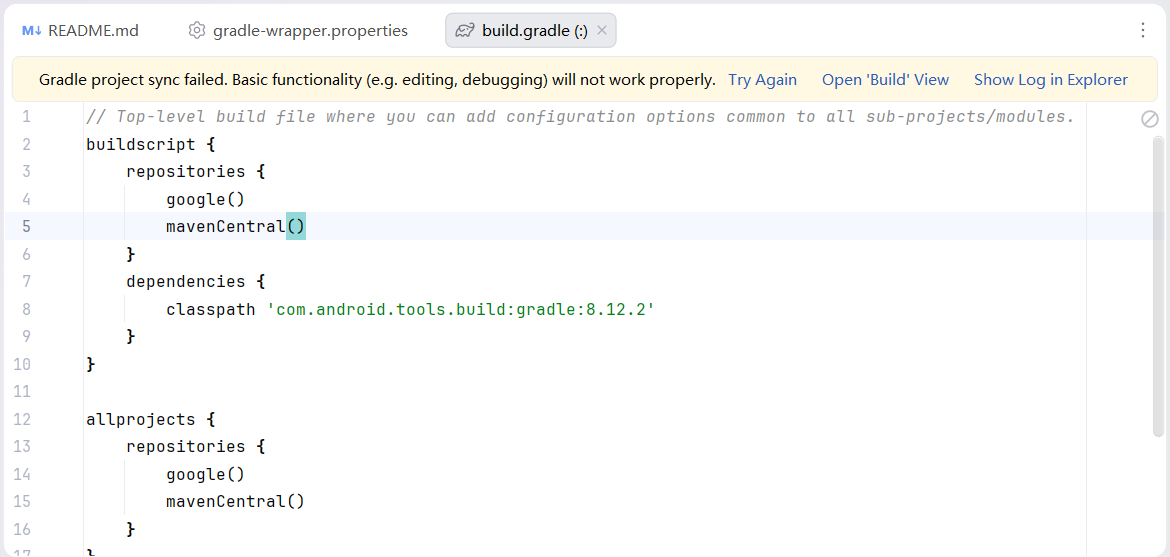 M↓ README.md gradle-wrapper.properties build.gradle (:)
Gradle project sync failed. Basic functionality (e.g. editing, debugging) will not work properly. Try Again Open 'Build' View Show Log in Explorer
1 // Top-level build file where you can add configuration options common to all sub-projects/modules.
2 buildscript {
3     repositories {
4         google()
5         mavenCentral()
6     }
7     dependencies {
8         classpath 'com.android.tools.build:gradle:8.12.2'
9     }
10 }
11
12 allprojects {
13     repositories {
14         google()
15         mavenCentral()
16     }
17 }